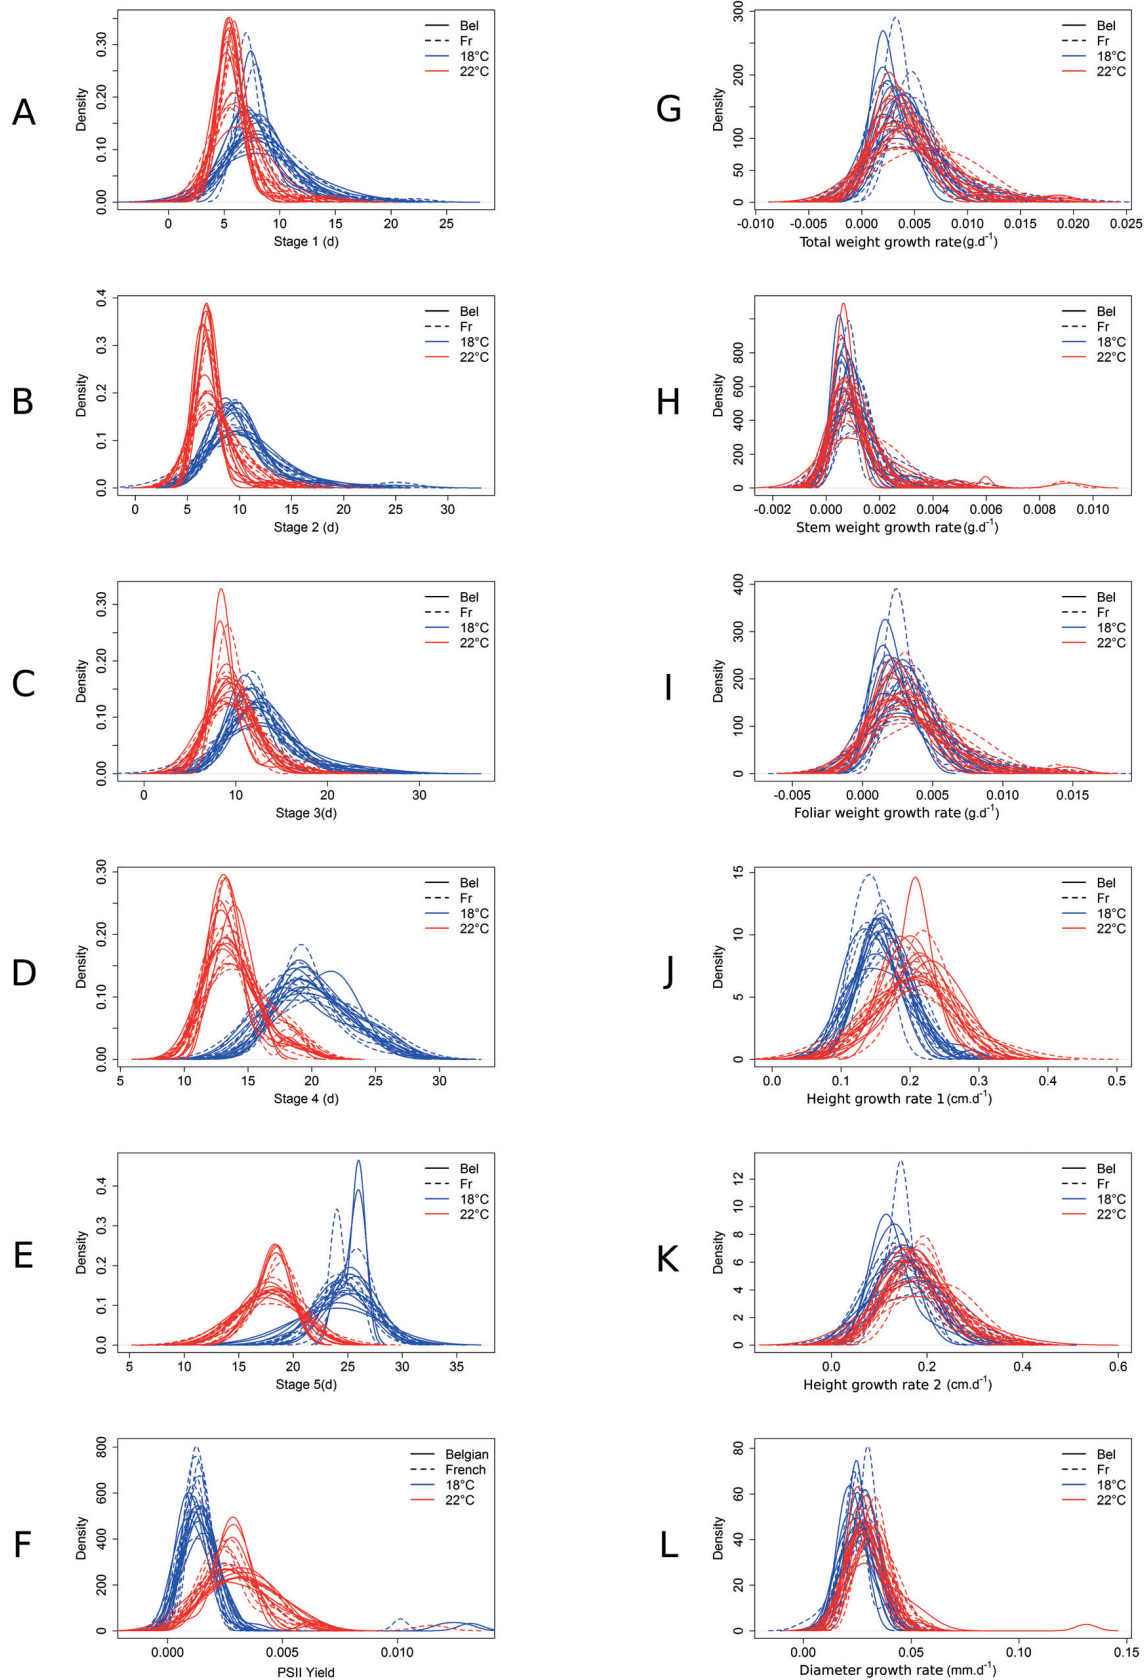 A
Density
0.00 0.10 0.20 0.30
Bel
Fr
18°C
22°C
0 5 10 15 20 25
Stage 1 (d)
B
Density
0.0 0.1 0.2 0.3 0.4
Bel
Fr
18°C
22°C
0 5 10 15 20 25 30
Stage 2 (d)
C
Density
0.00 0.10 0.20 0.30
Bel
Fr
18°C
22°C
0 10 20 30
Stage 3(d)
D
Density
0.00 0.10 0.20 0.30
Bel
Fr
18°C
22°C
5 10 15 20 25 30
Stage 4 (d)
E
Density
0.0 0.1 0.2 0.3 0.4
Bel
Fr
18°C
22°C
5 10 15 20 25 30 35
Stage 5(d)
F
Density
0 200 400 600 800
Belgian
French
18°C
22°C
0.000 0.005 0.010
PSII Yield
G
Density
0 50 100 200 300
Bel
Fr
18°C
22°C
-0.010 -0.005 0.000 0.005 0.010 0.015 0.020 0.025
Total weight growth rate(g.d⁻¹)
H
Density
0 200 400 600 800
Bel
Fr
18°C
22°C
-0.002 0.000 0.002 0.004 0.006 0.008 0.010
Stem weight growth rate(g.d⁻¹)
I
Density
0 100 200 300 400
Bel
Fr
18°C
22°C
-0.005 0.000 0.005 0.010 0.015
Foliar weight growth rate(g.d⁻¹)
J
Density
0 5 10 15
Bel
Fr
18°C
22°C
0.0 0.1 0.2 0.3 0.4 0.5
Height growth rate 1(cm.d⁻¹)
K
Density
0 2 4 6 8 10 12
Bel
Fr
18°C
22°C
0.0 0.2 0.4 0.6
Height growth rate 2 (cm.d⁻¹)
L
Density
0 20 40 60 80
Bel
Fr
18°C
22°C
0.00 0.05 0.10 0.15
Diameter growth rate(mm.d⁻¹)